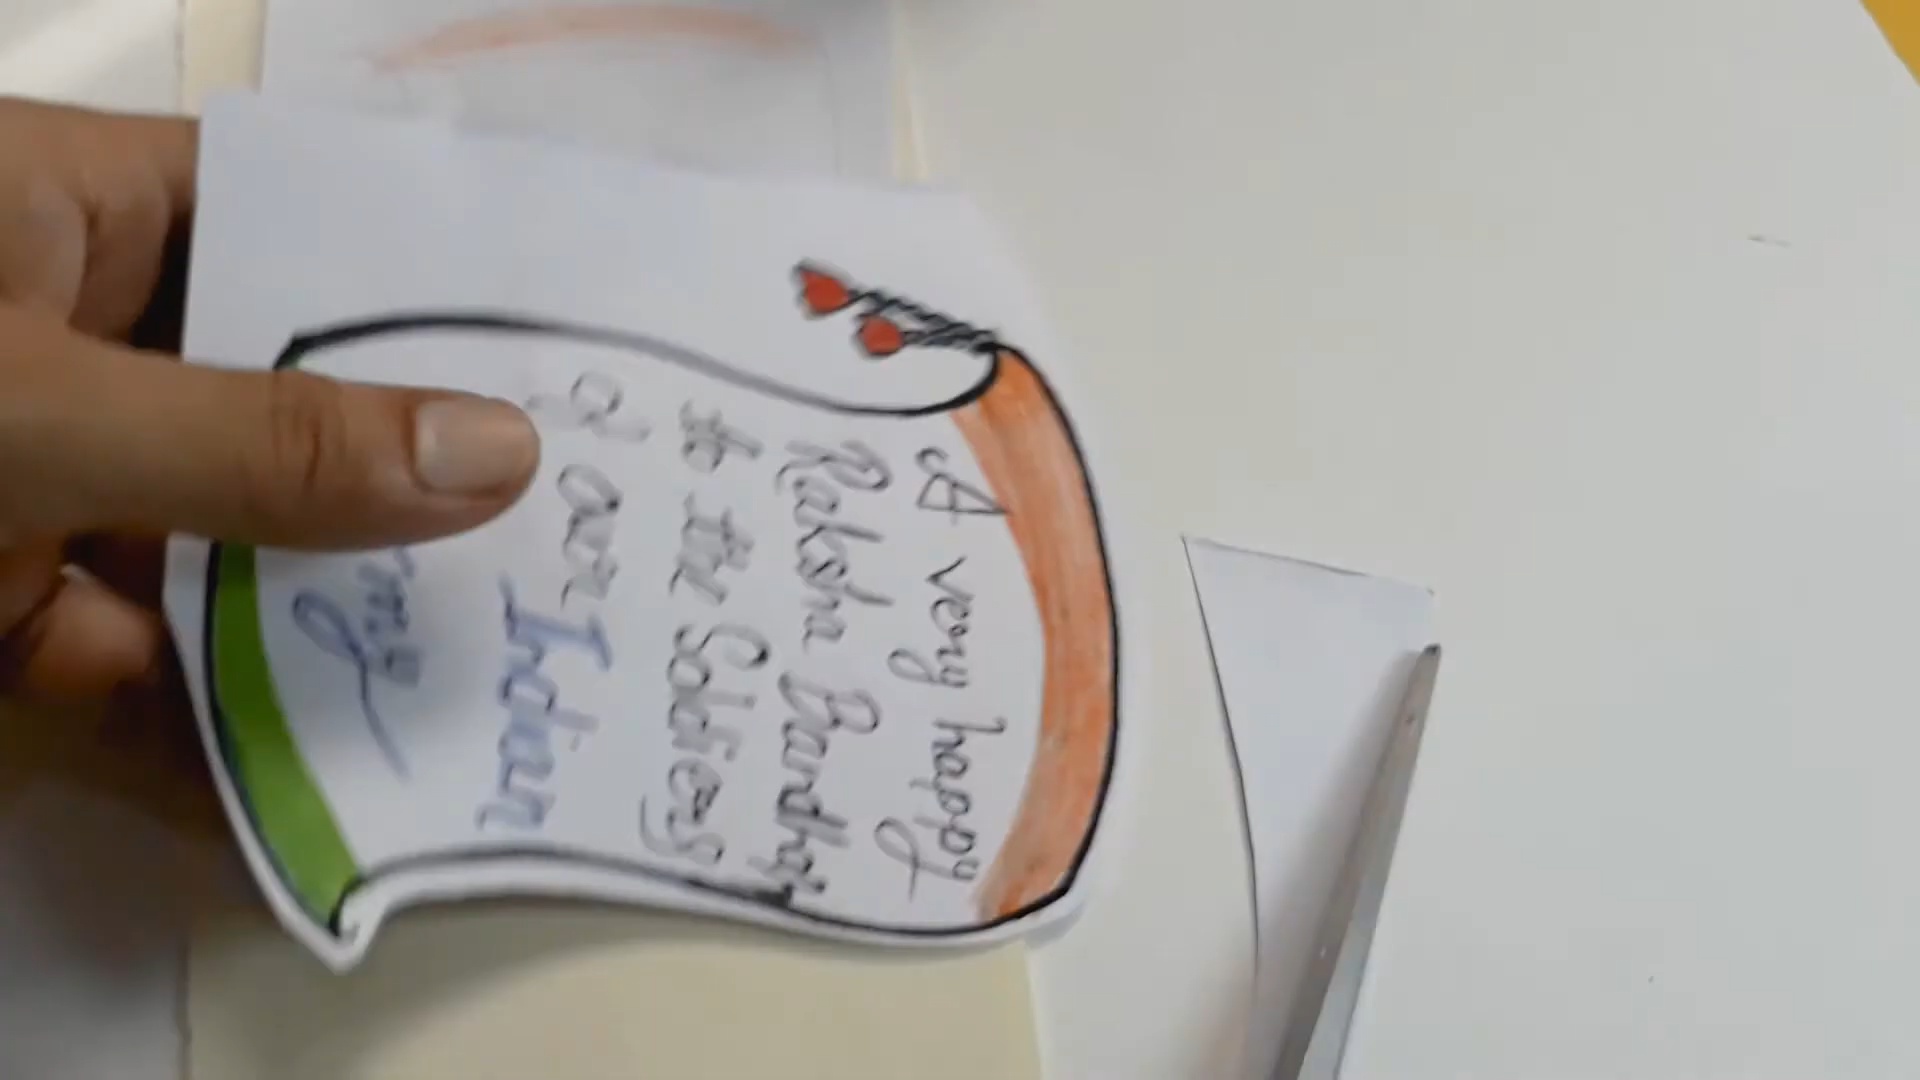 A very happy
Raksha Bandhan
to the Soldiers
of our
Indian